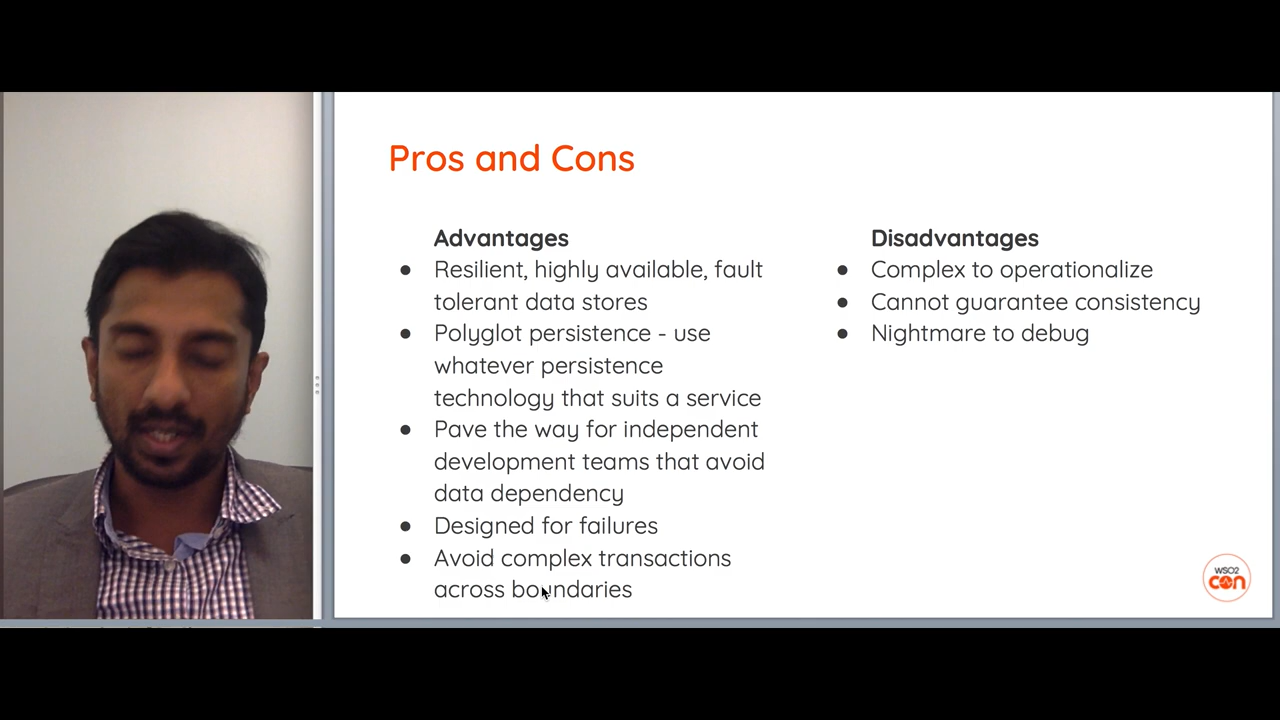 Pros and Cons
Advantages
● Resilient, highly available, fault
tolerant data stores
● Polyglot persistence - use
whatever persistence
technology that suits a service
● Pave the way for independent
development teams that avoid
data dependency
● Designed for failures
● Avoid complex transactions
across boundaries
Disadvantages
● Complex to operationalize
● Cannot guarantee consistency
● Nightmare to debug
WSO2
con